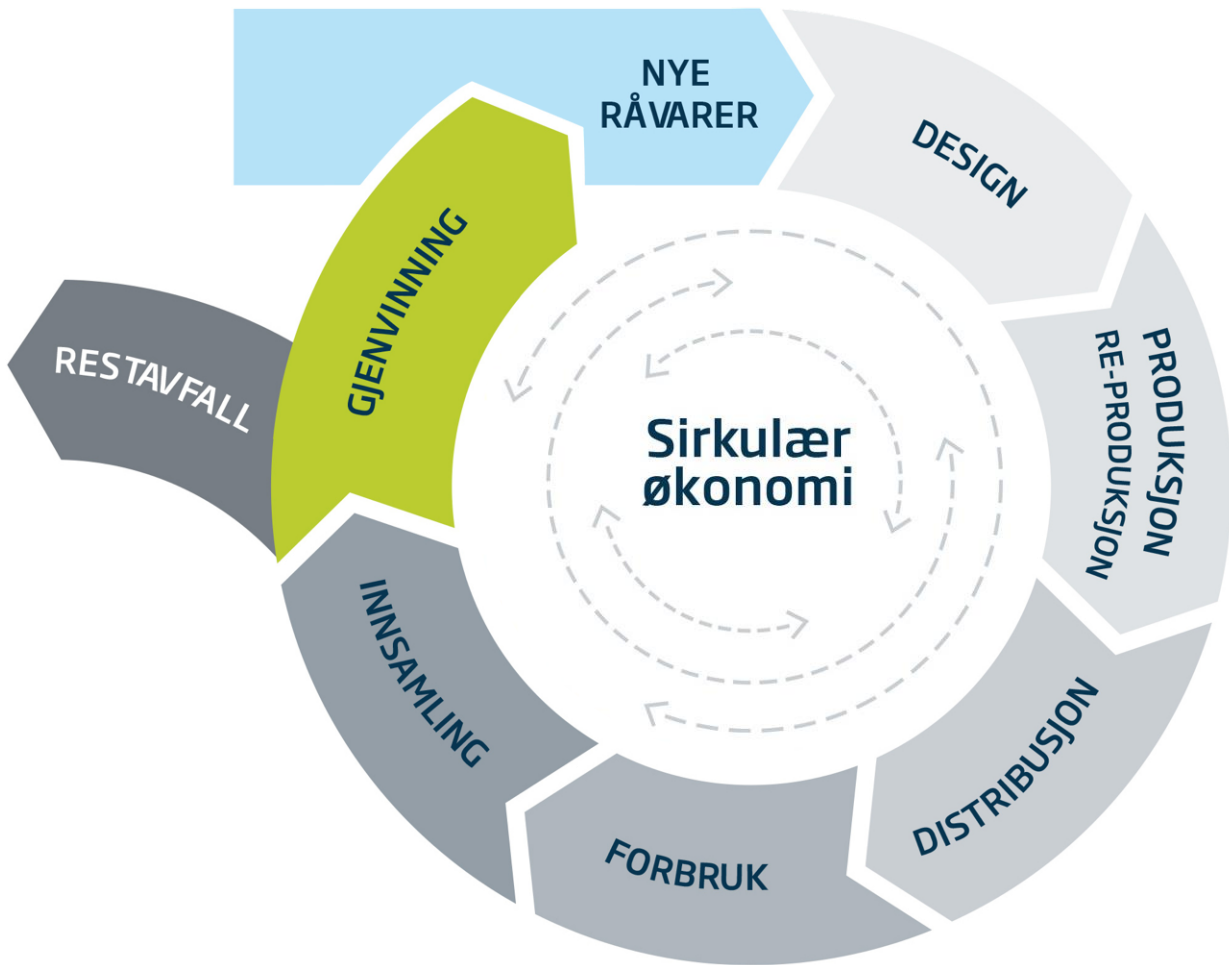 NYE
RÅVARER
DESIGN
PRODUKSJON
RE-PRODUKSJON
DISTRIBUSJON
FORBRUK
INNSAMLING
GJENVINNING
RESTAVFALL
Sirkulær
økonomi